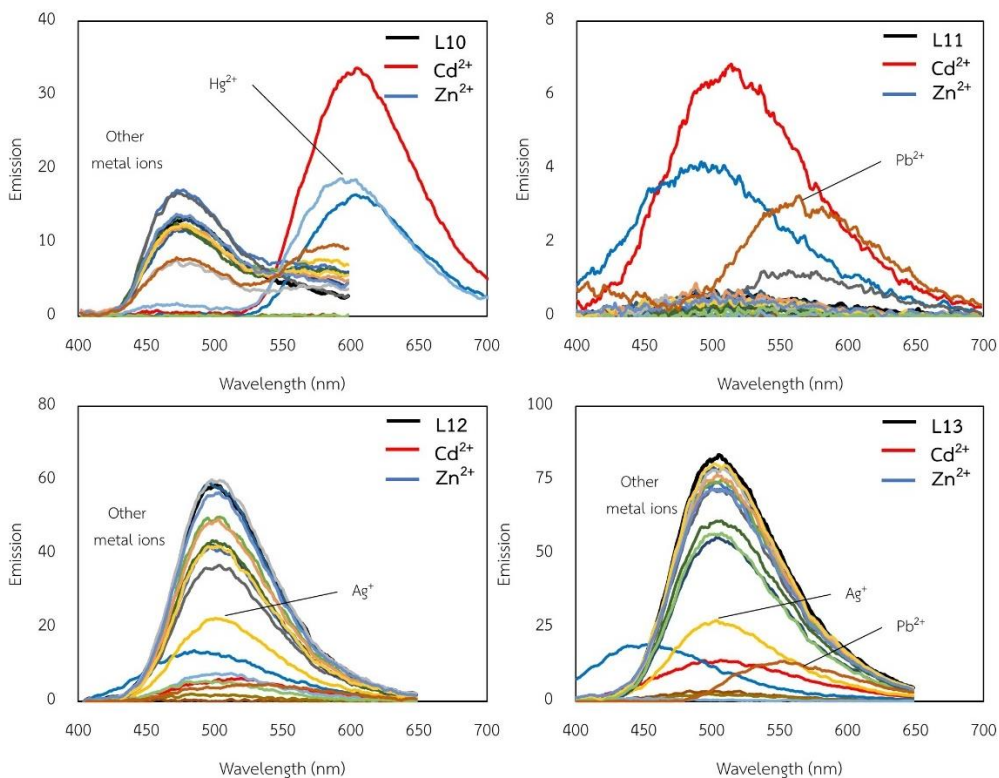 40
30
20
10
0
Emission
L10
Cd²⁺
Zn²⁺
Hg²⁺
Other
metal ions
400 450 500 550 600 650 700
Wavelength (nm)
8
6
4
2
0
Emission
L11
Cd²⁺
Zn²⁺
Pb²⁺
400 450 500 550 600 650 700
Wavelength (nm)
80
60
40
20
0
Emission
L12
Cd²⁺
Zn²⁺
Other
metal ions
Ag⁺
400 450 500 550 600 650 700
Wavelength (nm)
100
75
50
25
0
Emission
L13
Cd²⁺
Zn²⁺
Other
metal ions
Ag⁺
Pb²⁺
400 450 500 550 600 650 700
Wavelength (nm)